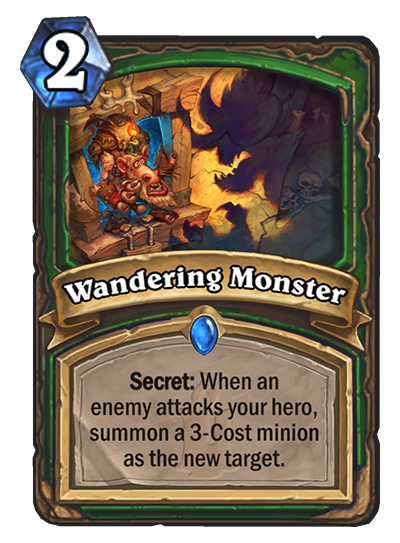 2
Wandering Monster
Secret: When an
enemy attacks your hero,
summon a 3-Cost minion
as the new target.